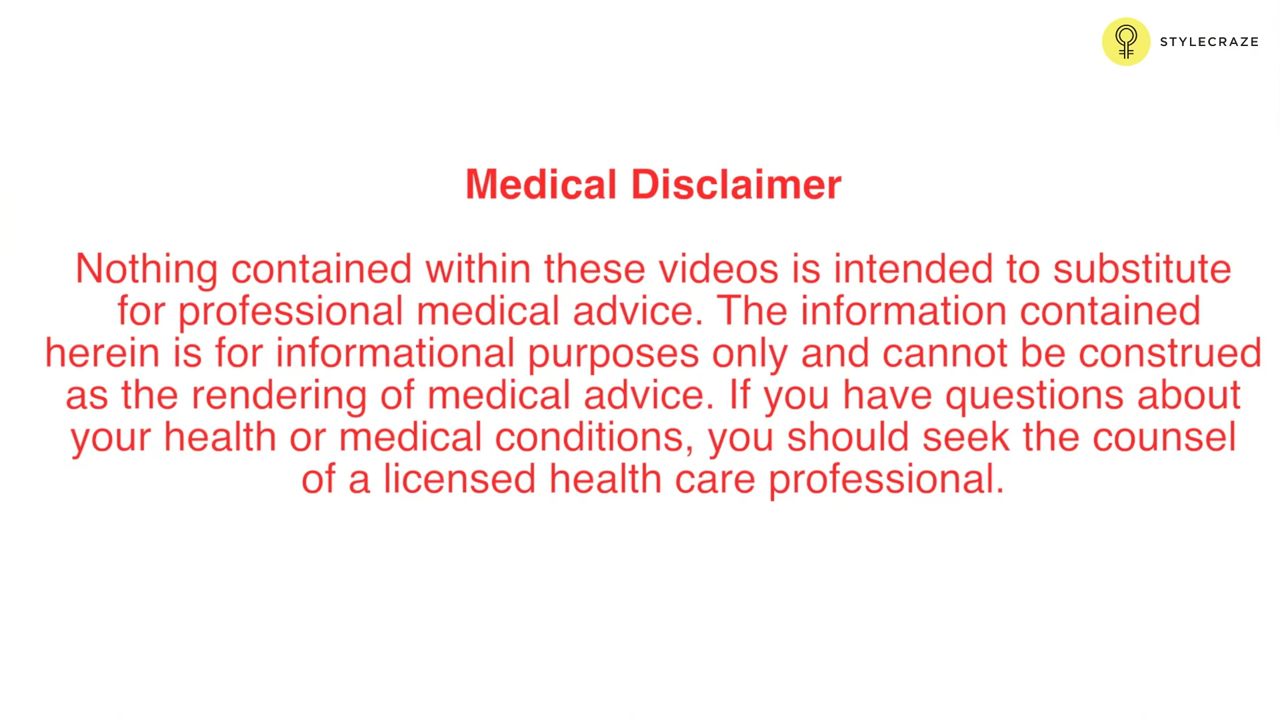 STYLECRAZE
Medical Disclaimer
Nothing contained within these videos is intended to substitute
for professional medical advice. The information contained
herein is for informational purposes only and cannot be construed
as the rendering of medical advice. If you have questions about
your health or medical conditions, you should seek the counsel
of a licensed health care professional.